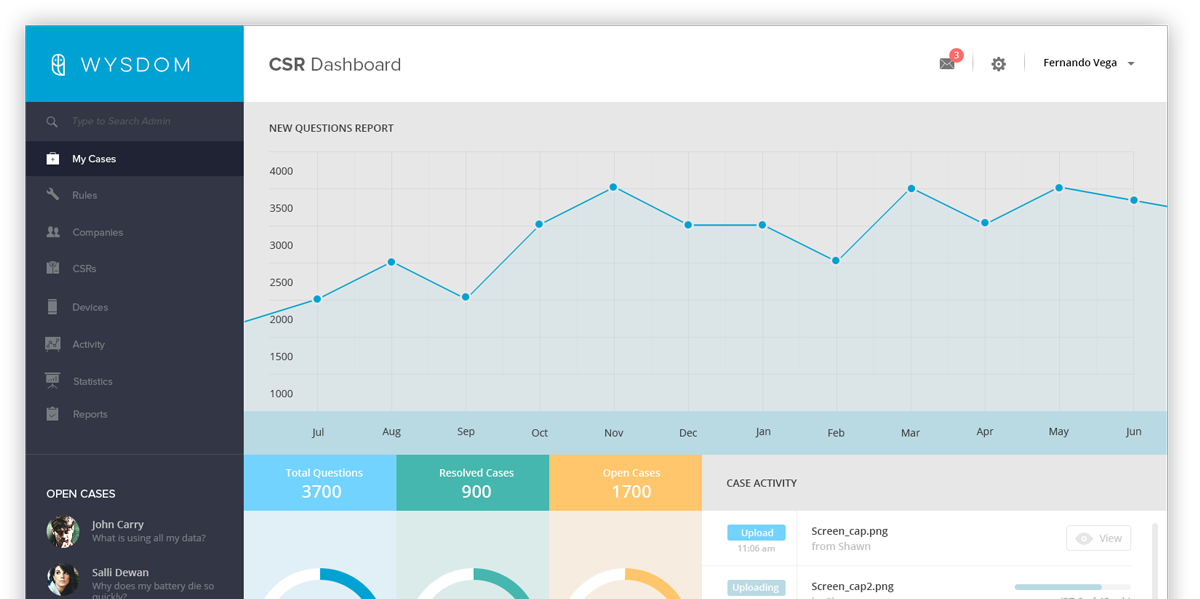 WYSDOM
CSR Dashboard
3
Fernando Vega
Type to Search Admin
My Cases
Rules
Companies
CSRs
Devices
Activity
Statistics
Reports
OPEN CASES
John Carry
What is using all my data?
Salli Dewan
Why does my battery die so
quickly?
NEW QUESTIONS REPORT
4000
3500
3000
2500
2000
1500
1000
Jul Aug Sep Oct Nov Dec Jan Feb Mar Apr May Jun
Total Questions
3700
Resolved Cases
900
Open Cases
1700
CASE ACTIVITY
Upload
11:06 am
Screen_cap.png
from Shawn
View
Uploading
Screen_cap2.png